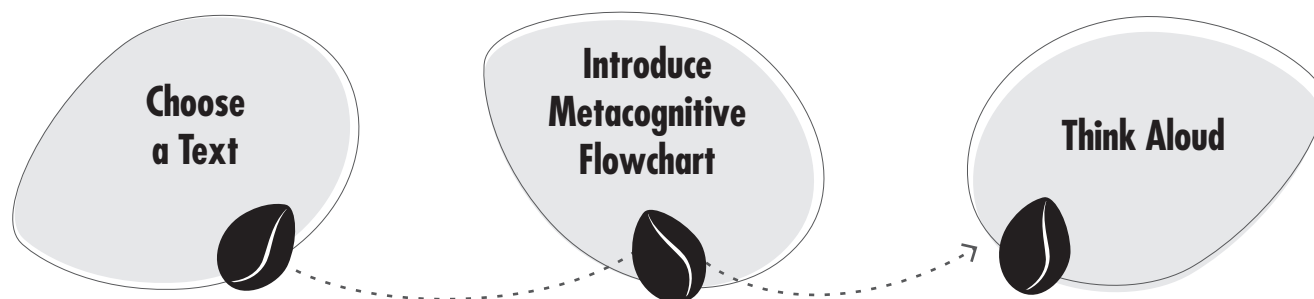 Choose
a Text
Introduce
Metacognitive
Flowchart
Think Aloud